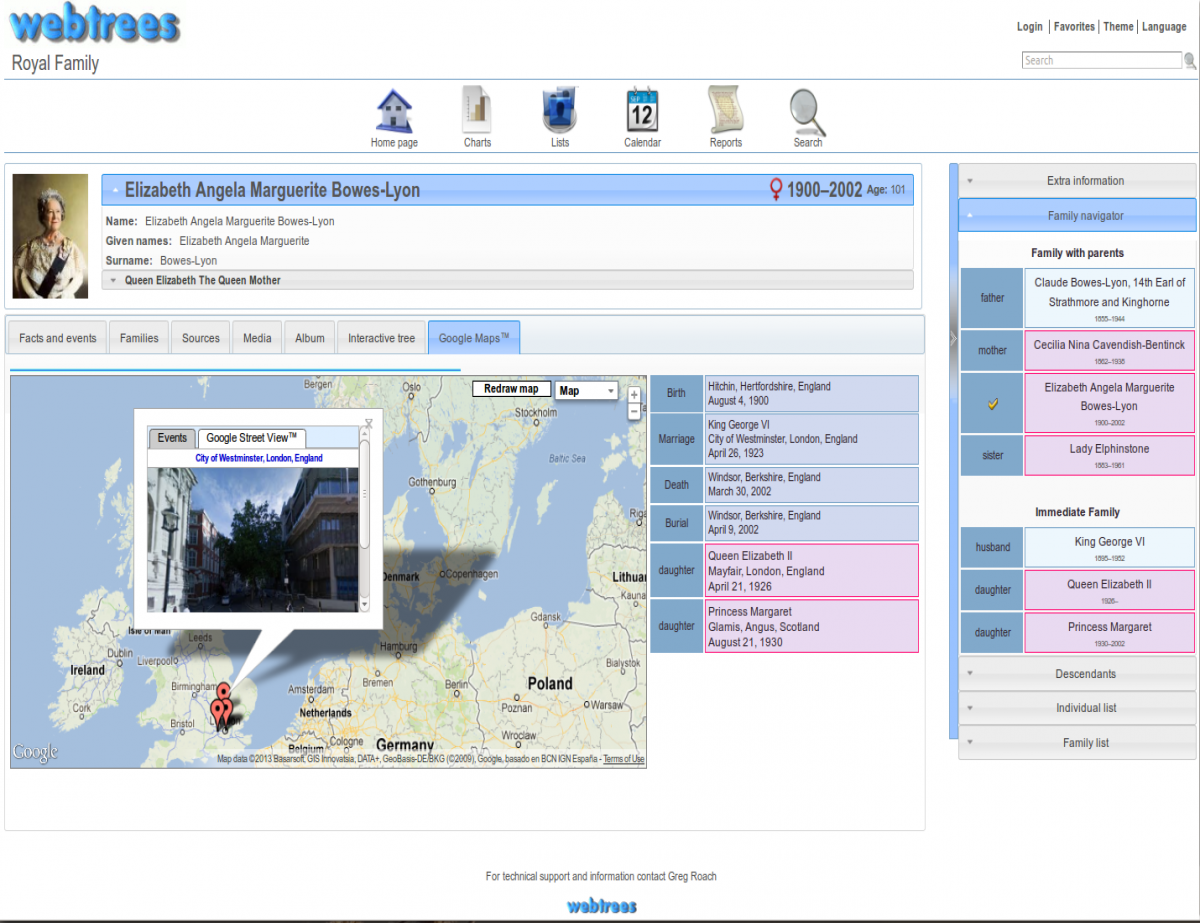 webtrees
Login | Favorites | Theme | Language
Royal Family
Search
Home page
Charts
Lists
12
Calendar
Reports
Search
Elizabeth Angela Marguerite Bowes-Lyon
1900–2002 Age: 101
Name: Elizabeth Angela Marguerite Bowes-Lyon
Given names: Elizabeth Angela Marguerite
Surname: Bowes-Lyon
Queen Elizabeth The Queen Mother
Facts and events
Families
Sources
Media
Album
Interactive tree
Google Maps™
Redraw map
Map
+
−
Events
Google Street View™
City of Westminster, London, England
Bergen
Oslo
Stockholm
Baltic Sea
Gothenburg
Riga
Denmark
Copenhagen
Lithua
Kauna
Gdansk
Isle of Man
Leeds
Dublin
Liverpool
Ireland
Hamburg
Bialystok
Birmingham
Amsterdam
Bremen
Berlin
Poland
Poznan
Warsaw
Cork
Bristol
Netherlands
Wroclaw
Belgium
Cologne
Germany
Google
Map data ©2013 Basarsoft, GIS Innovatsia, DATA+, GeoBasis-DE/BKG (©2009), Google, basado en BCN IGN España - Terms of Use
Birth
Hitchin, Hertfordshire, England
August 4, 1900
Marriage
King George VI
City of Westminster, London, England
April 26, 1923
Death
Windsor, Berkshire, England
March 30, 2002
Burial
Windsor, Berkshire, England
April 9, 2002
daughter
Queen Elizabeth II
Mayfair, London, England
April 21, 1926
daughter
Princess Margaret
Glamis, Angus, Scotland
August 21, 1930
Extra information
Family navigator
Family with parents
father
Claude Bowes-Lyon, 14th Earl of
Strathmore and Kinghorne
1855–1944
mother
Cecilia Nina Cavendish-Bentinck
1862–1938
Elizabeth Angela Marguerite
Bowes-Lyon
1900–2002
sister
Lady Elphinstone
1883–1961
Immediate Family
husband
King George VI
1895–1952
daughter
Queen Elizabeth II
1926–
daughter
Princess Margaret
1930–2002
Descendants
Individual list
Family list
For technical support and information contact Greg Roach
webtrees